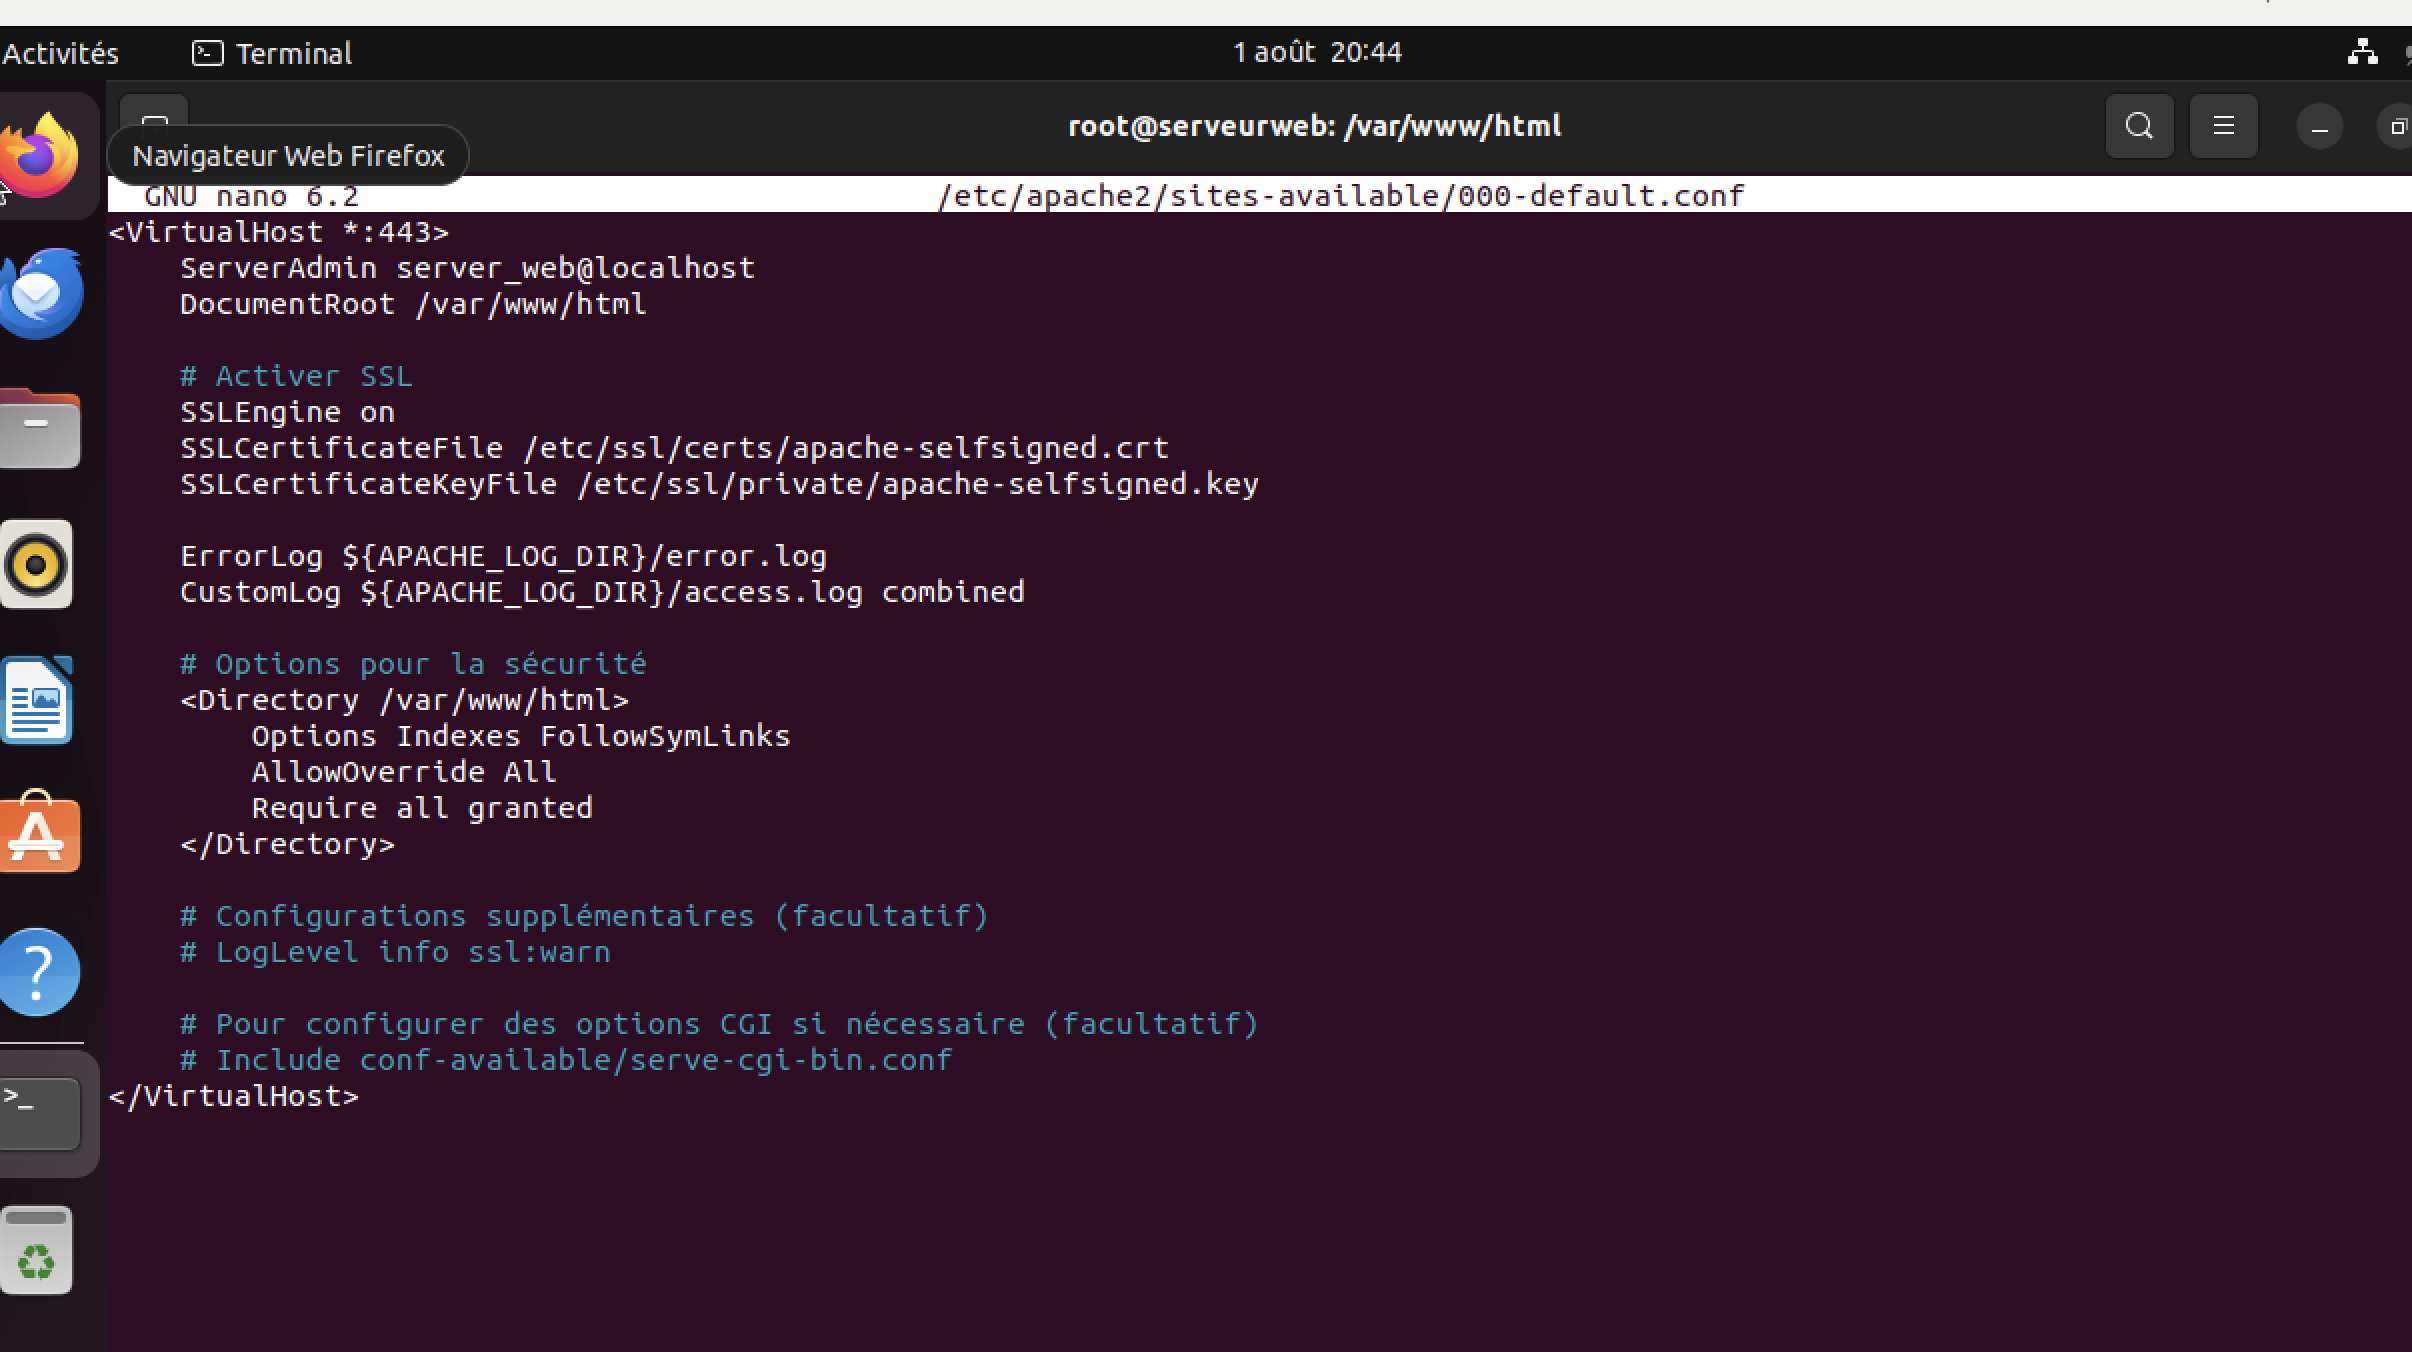 Activités
Terminal
1 août 20:44
root@serveurweb: /var/www/html
Navigateur Web Firefox
GNU nano 6.2
/etc/apache2/sites-available/000-default.conf
<VirtualHost *:443>
    ServerAdmin server_web@localhost
    DocumentRoot /var/www/html
    # Activer SSL
    SSLEngine on
    SSLCertificateFile /etc/ssl/certs/apache-selfsigned.crt
    SSLCertificateKeyFile /etc/ssl/private/apache-selfsigned.key
    ErrorLog ${APACHE_LOG_DIR}/error.log
    CustomLog ${APACHE_LOG_DIR}/access.log combined
    # Options pour la sécurité
    <Directory /var/www/html>
        Options Indexes FollowSymLinks
        AllowOverride All
        Require all granted
    </Directory>
    # Configurations supplémentaires (facultatif)
    # LogLevel info ssl:warn
    # Pour configurer des options CGI si nécessaire (facultatif)
    # Include conf-available/serve-cgi-bin.conf
</VirtualHost>